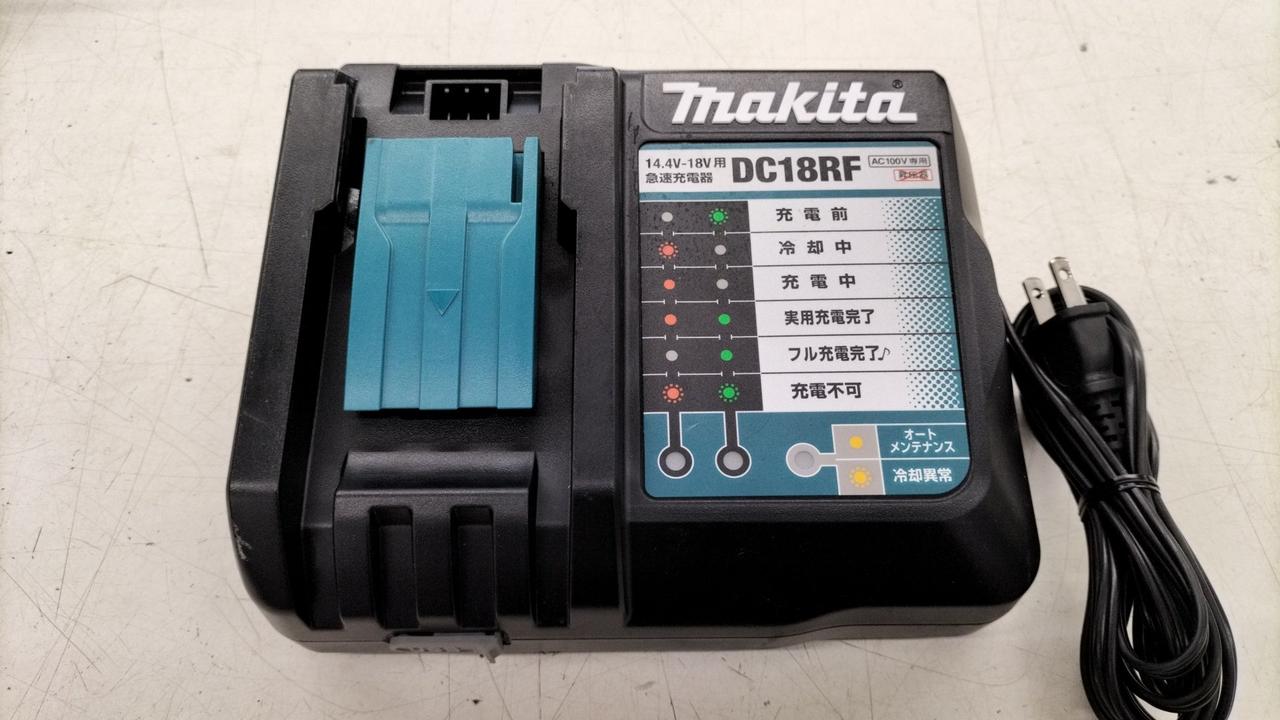 makita®
14.4V-18V用
急速充電器
DC18RF
AC100V専用
充電前
冷却中
充電中
実用充電完了
フル充電完了♪
充電不可
オート
メンテナンス
冷却異常